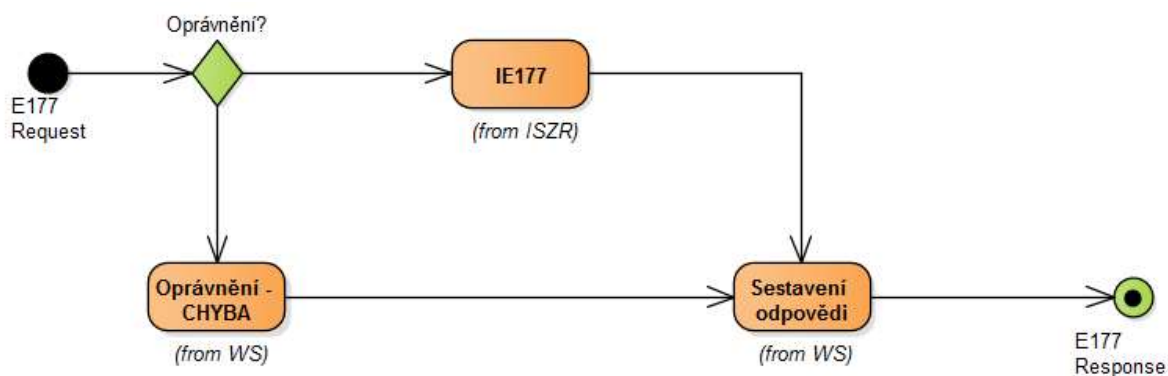 Oprávnění?
E177
Request
IE177
(from ISZR)
Oprávnění -
CHYBA
(from WS)
Sestavení
odpovědi
(from WS)
E177
Response